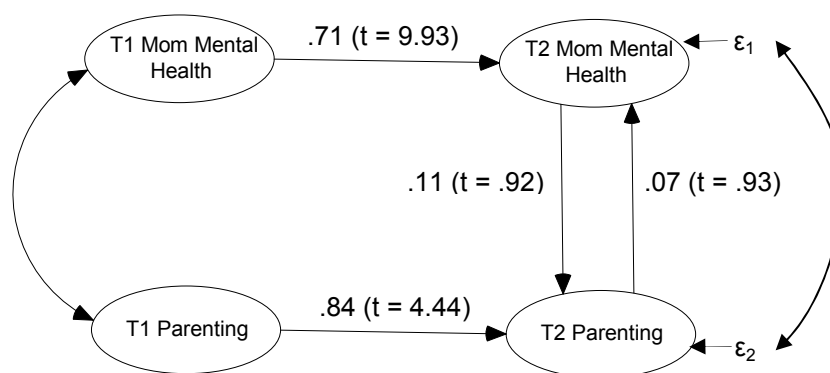 T1 Mom Mental
Health
.71 (t = 9.93)
T2 Mom Mental
Health
ε1
.11 (t = .92)
.07 (t = .93)
T1 Parenting
.84 (t = 4.44)
T2 Parenting
ε2